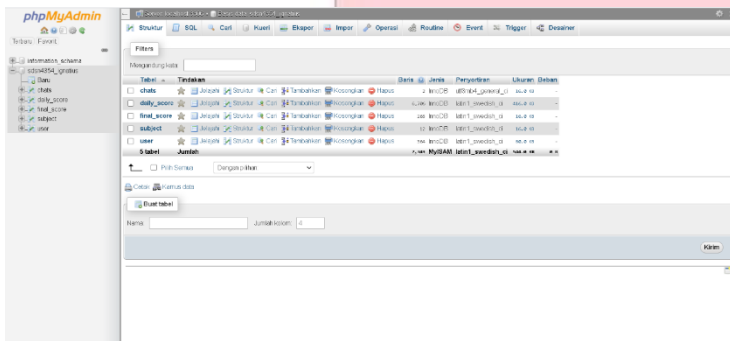 phpMyAdmin
Terbaru Favorit
information_schema
Baru
chats
daily_score
final_score
subject
user
Struktur SQL Cari Kueri Ekspor Impor Operasi Routine Event Trigger Desainer
Filters
Mengandung kata:
Tabel Tindakan Baris Jenis Penyortiran Ukuran Beban
chats Jelajahi Struktur Cari Tambahkan Kosongkan Hapus 2 InnoDB utf8mb4_general_ci
daily_score Jelajahi Struktur Cari Tambahkan Kosongkan Hapus InnoDB latin1_swedish_ci
final_score Jelajahi Struktur Cari Tambahkan Kosongkan Hapus InnoDB latin1_swedish_ci
subject Jelajahi Struktur Cari Tambahkan Kosongkan Hapus InnoDB latin1_swedish_ci
user Jelajahi Struktur Cari Tambahkan Kosongkan Hapus InnoDB latin1_swedish_ci
5 tabel Jumlah MyISAM latin1_swedish_ci
Pilih Semua Dengan pilihan
Cetak Kamus data
Buat tabel
Nama: Jumlah kolom: 4
Kirim